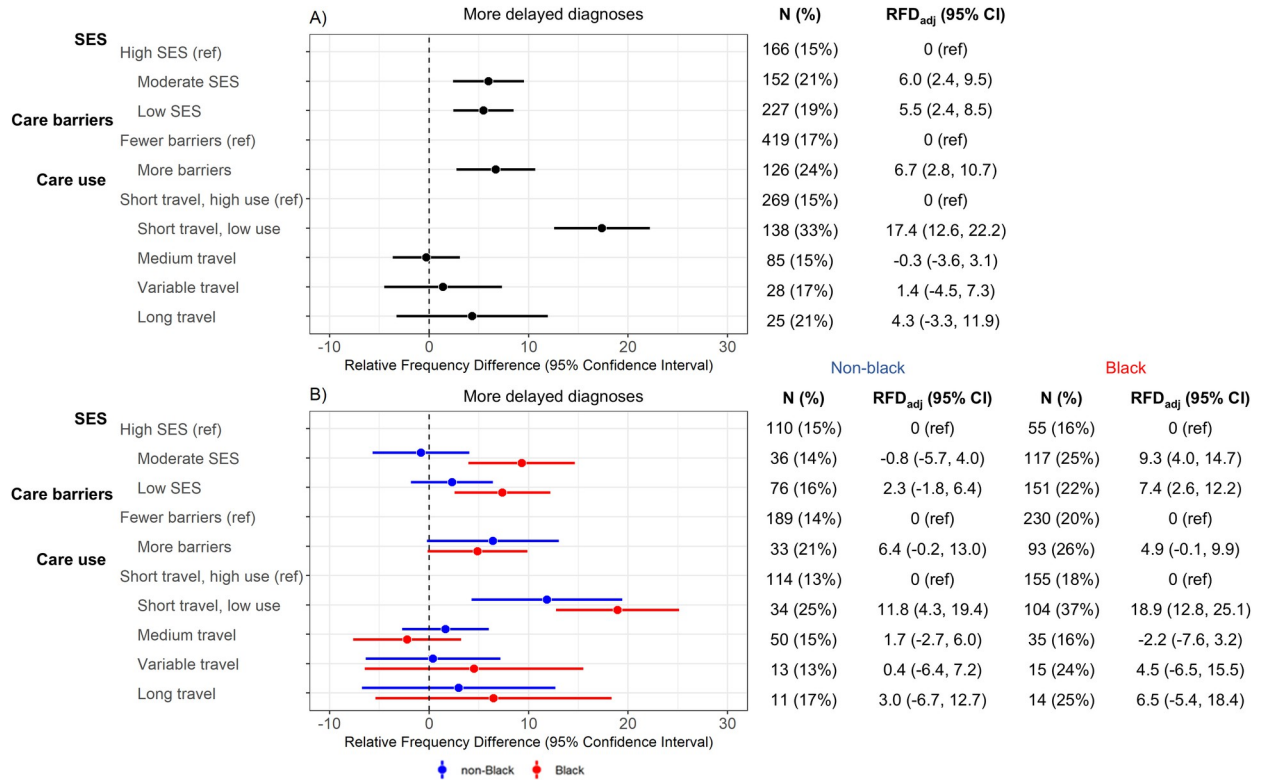 A) More delayed diagnoses N (%) RFDadj (95% CI)
SES
High SES (ref) 166 (15%) 0 (ref)
Moderate SES 152 (21%) 6.0 (2.4, 9.5)
Low SES 227 (19%) 5.5 (2.4, 8.5)
Care barriers
Fewer barriers (ref) 419 (17%) 0 (ref)
More barriers 126 (24%) 6.7 (2.8, 10.7)
Care use
Short travel, high use (ref) 269 (15%) 0 (ref)
Short travel, low use 138 (33%) 17.4 (12.6, 22.2)
Medium travel 85 (15%) -0.3 (-3.6, 3.1)
Variable travel 28 (17%) 1.4 (-4.5, 7.3)
Long travel 25 (21%) 4.3 (-3.3, 11.9)
-10 0 10 20 30
Relative Frequency Difference (95% Confidence Interval)
Non-black Black
B) More delayed diagnoses N (%) RFDadj (95% CI) N (%) RFDadj (95% CI)
SES
High SES (ref) 110 (15%) 0 (ref) 55 (16%) 0 (ref)
Moderate SES 36 (14%) -0.8 (-5.7, 4.0) 117 (25%) 9.3 (4.0, 14.7)
Low SES 76 (16%) 2.3 (-1.8, 6.4) 151 (22%) 7.4 (2.6, 12.2)
Care barriers
Fewer barriers (ref) 189 (14%) 0 (ref) 230 (20%) 0 (ref)
More barriers 33 (21%) 6.4 (-0.2, 13.0) 93 (26%) 4.9 (-0.1, 9.9)
Care use
Short travel, high use (ref) 114 (13%) 0 (ref) 155 (18%) 0 (ref)
Short travel, low use 34 (25%) 11.8 (4.3, 19.4) 104 (37%) 18.9 (12.8, 25.1)
Medium travel 50 (15%) 1.7 (-2.7, 6.0) 35 (16%) -2.2 (-7.6, 3.2)
Variable travel 13 (13%) 0.4 (-6.4, 7.2) 15 (24%) 4.5 (-6.5, 15.5)
Long travel 11 (17%) 3.0 (-6.7, 12.7) 14 (25%) 6.5 (-5.4, 18.4)
-10 0 10 20 30
Relative Frequency Difference (95% Confidence Interval)
non-Black Black